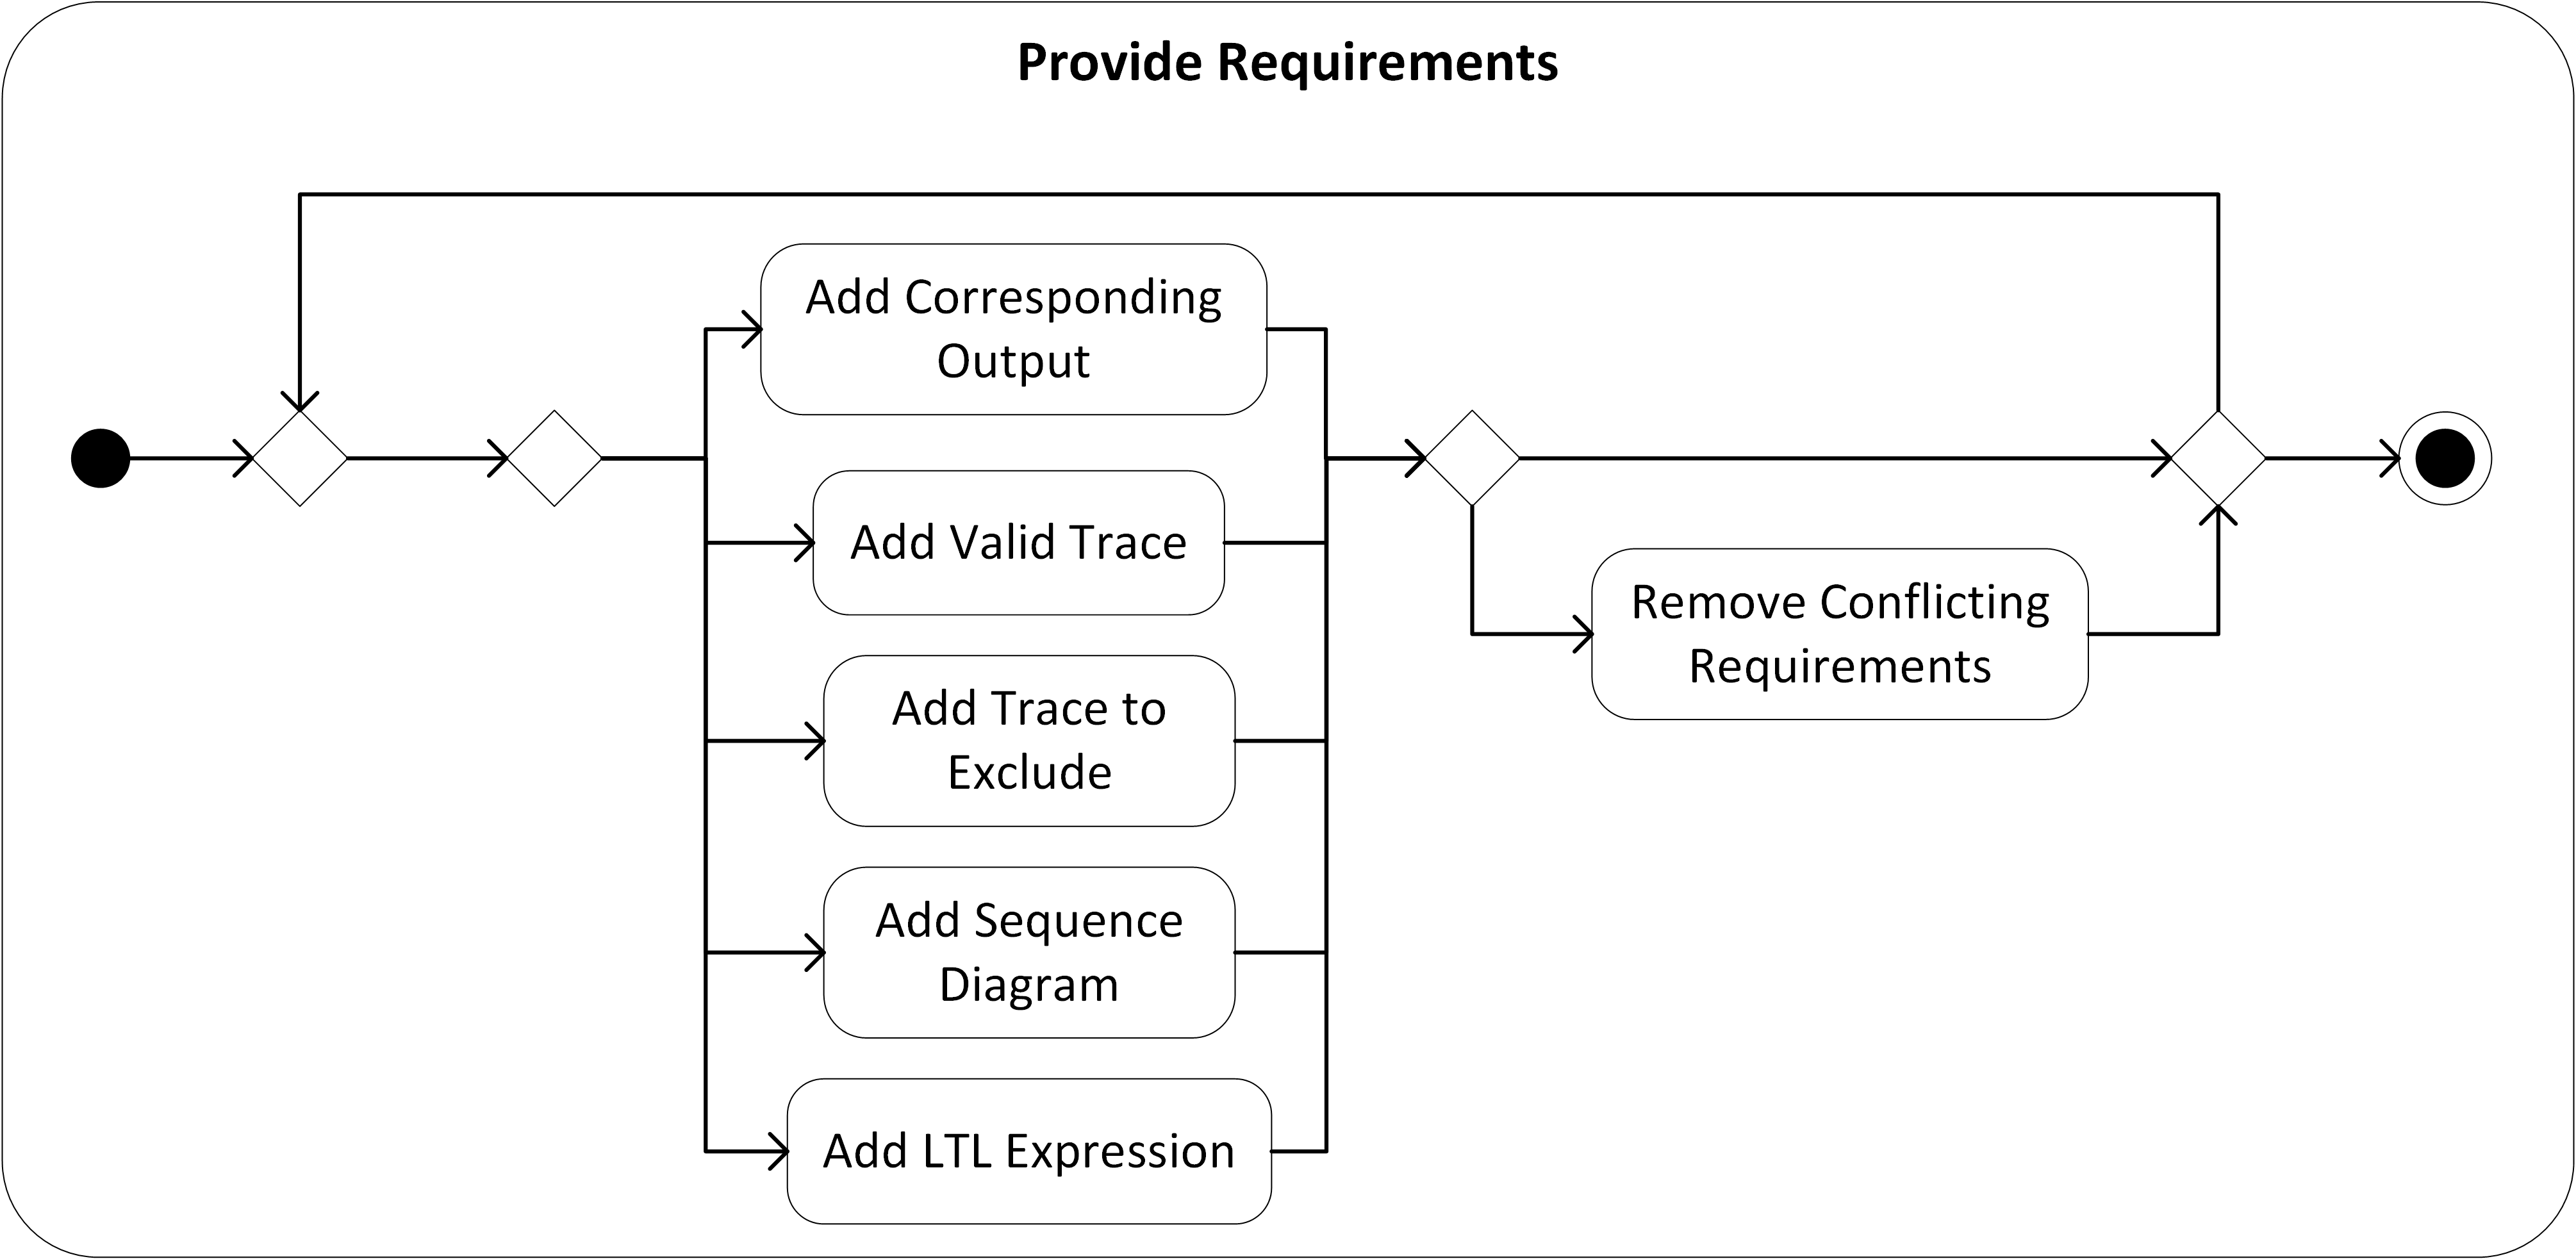 Provide Requirements
Add Corresponding
Output
Add Valid Trace
Add Trace to
Exclude
Add Sequence
Diagram
Add LTL Expression
Remove Conflicting
Requirements